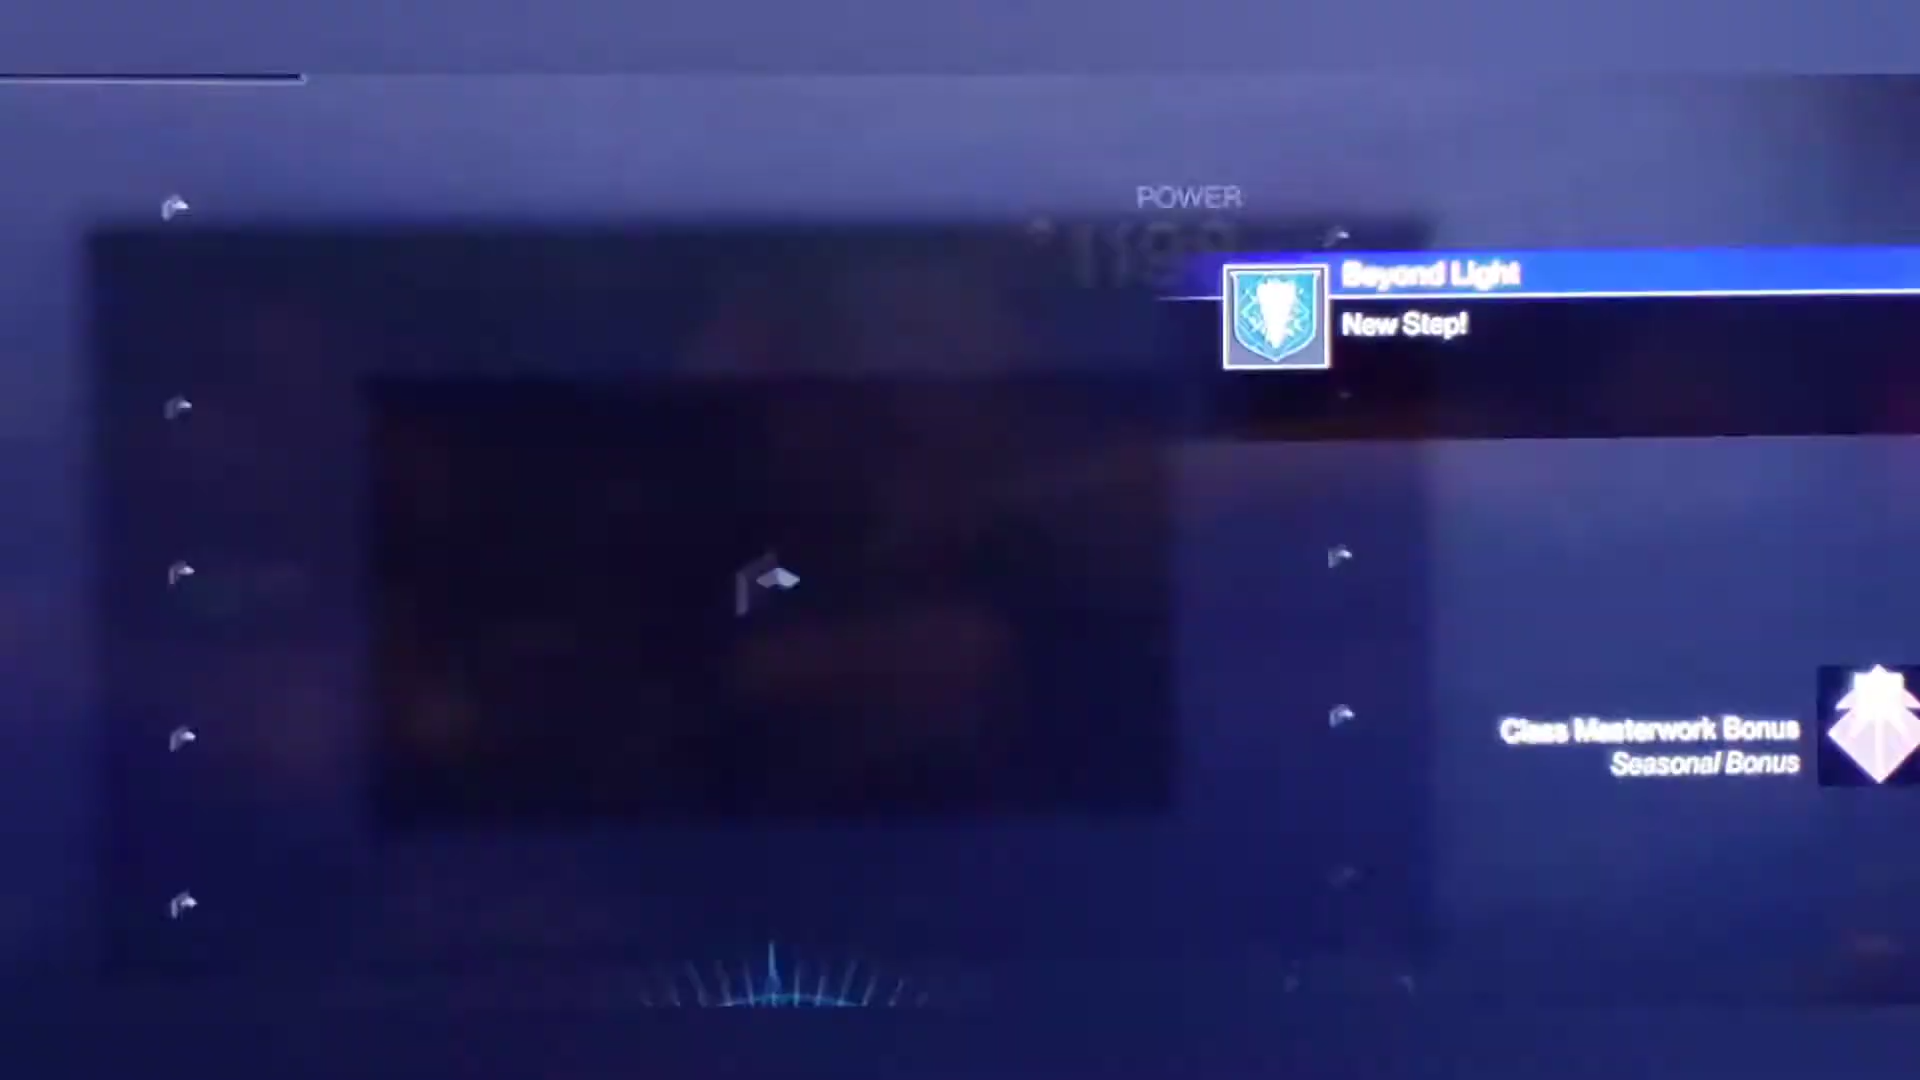 POWER
Beyond Light
New Step!
Class Masterwork Bonus
Seasonal Bonus